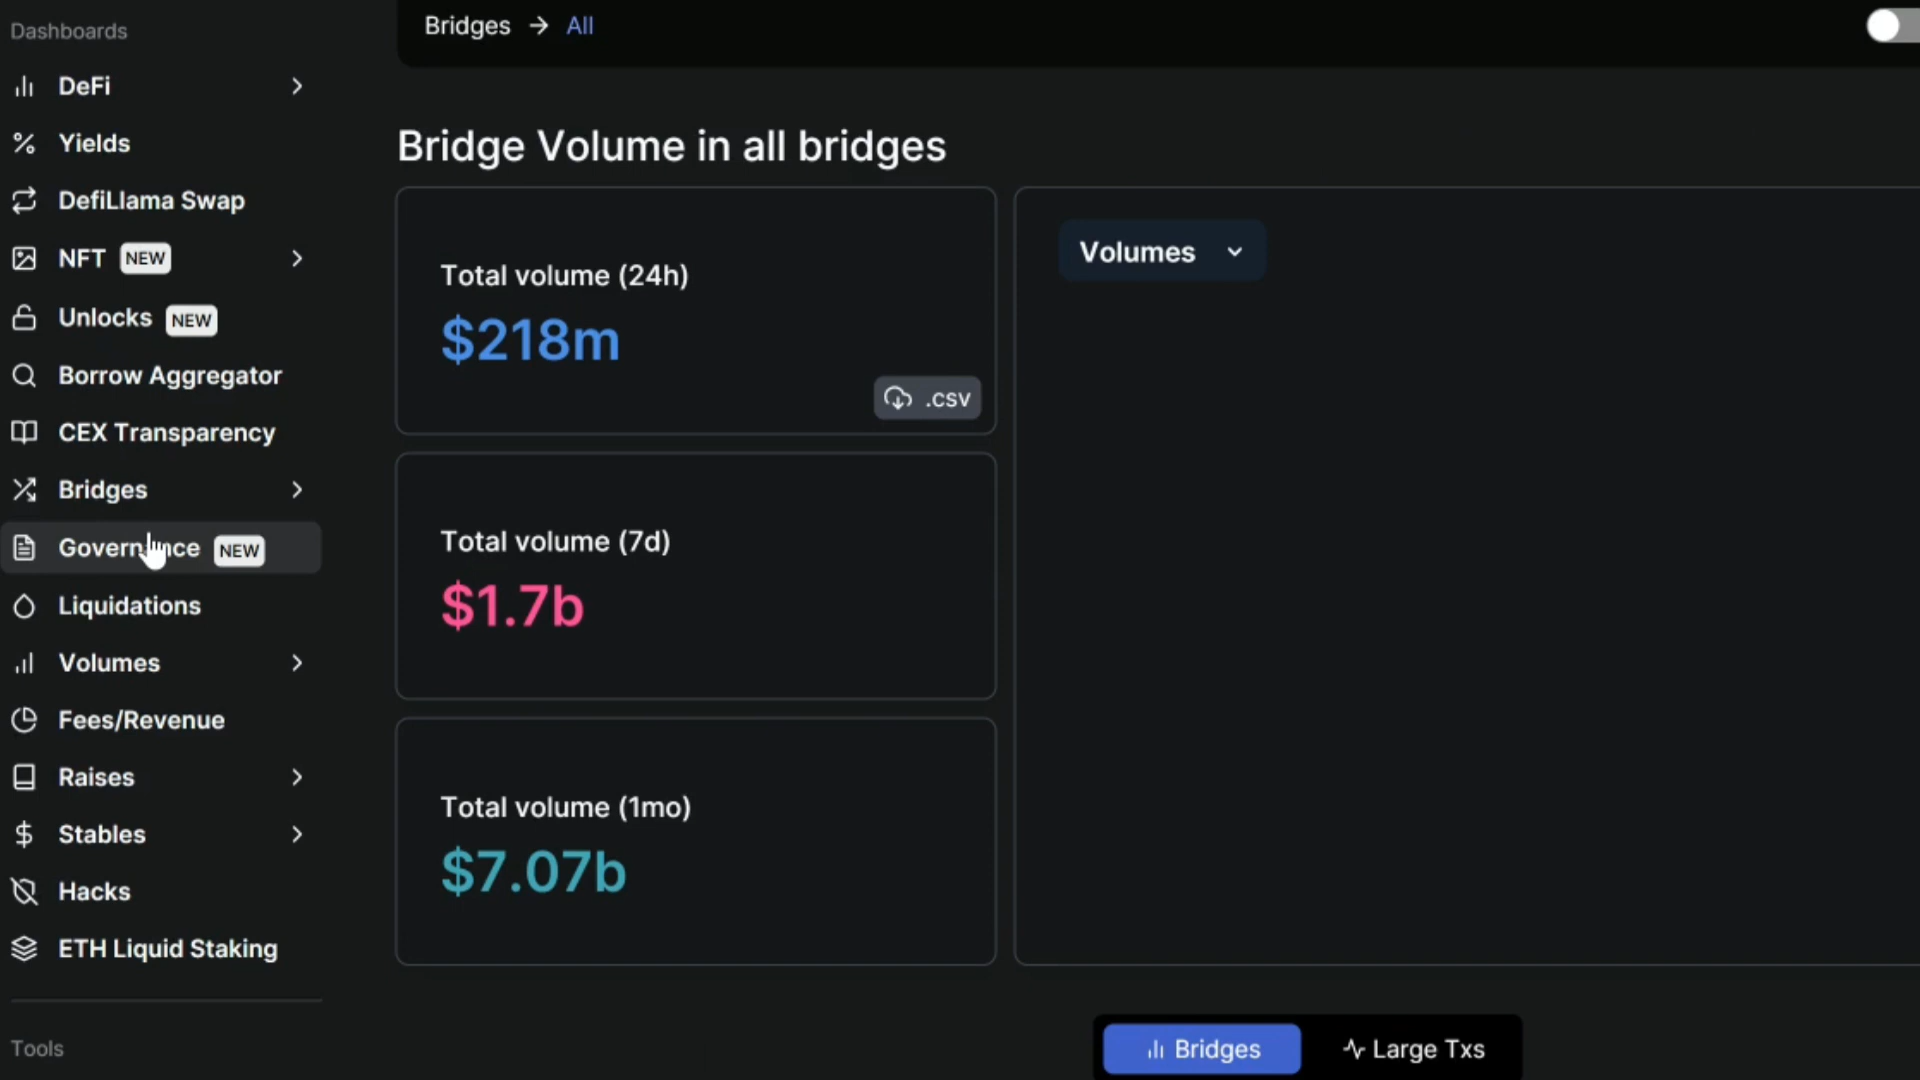 Dashboards
DeFi
Yields
DefiLlama Swap
NFT NEW
Unlocks NEW
Borrow Aggregator
CEX Transparency
Bridges
Governance NEW
Liquidations
Volumes
Fees/Revenue
Raises
Stables
Hacks
ETH Liquid Staking
Tools
Bridges → All
Bridge Volume in all bridges
Total volume (24h)
$218m
.csv
Total volume (7d)
$1.7b
Total volume (1mo)
$7.07b
Volumes
Bridges
Large Txs